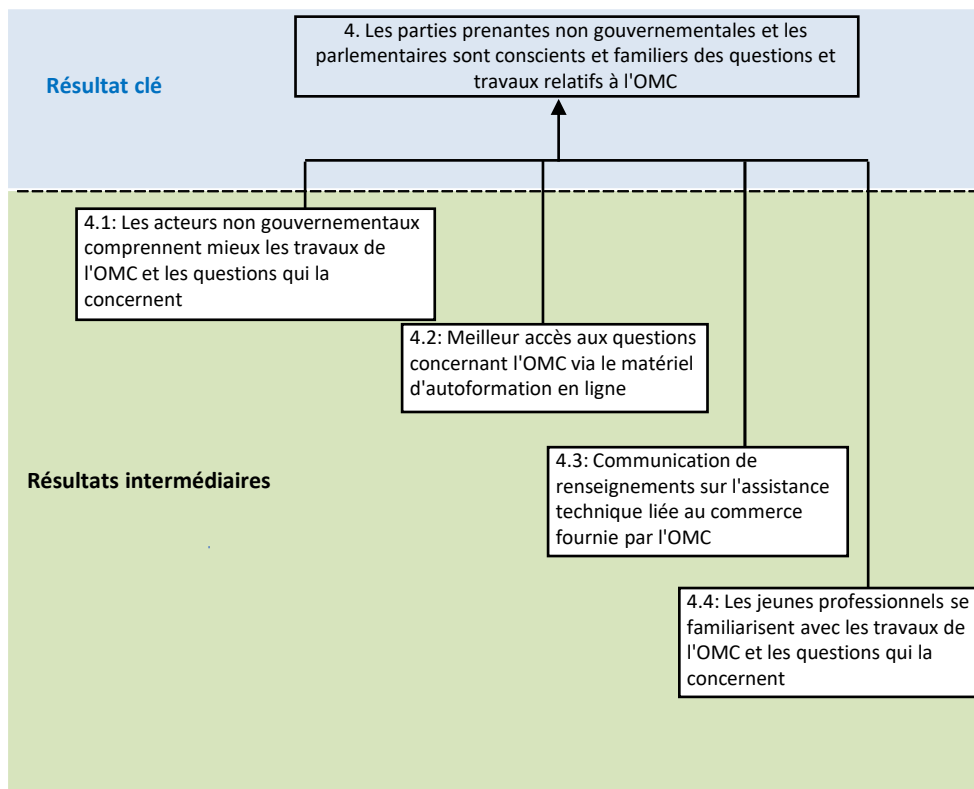 4. Les parties prenantes non gouvernementales et les
parlementaires sont conscients et familiers des questions et
travaux relatifs à l'OMC
Résultat clé
4.1: Les acteurs non gouvernementaux
comprennent mieux les travaux de
l'OMC et les questions qui la
concernent
4.2: Meilleur accès aux questions
concernant l'OMC via le matériel
d'autoformation en ligne
4.3: Communication de
renseignements sur l'assistance
technique liée au commerce
fournie par l'OMC
Résultats intermédiaires
4.4: Les jeunes professionnels se
familiarisent avec les travaux de
l'OMC et les questions qui la
concernent